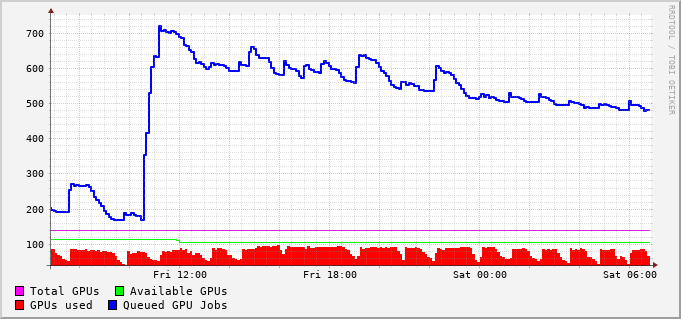 700
600
500
400
300
200
100
Fri 12:00 Fri 18:00 Sat 00:00 Sat 06:00
Total GPUs Available GPUs
GPUs used Queued GPU Jobs
RRDTOOL / TOBI OETIKER